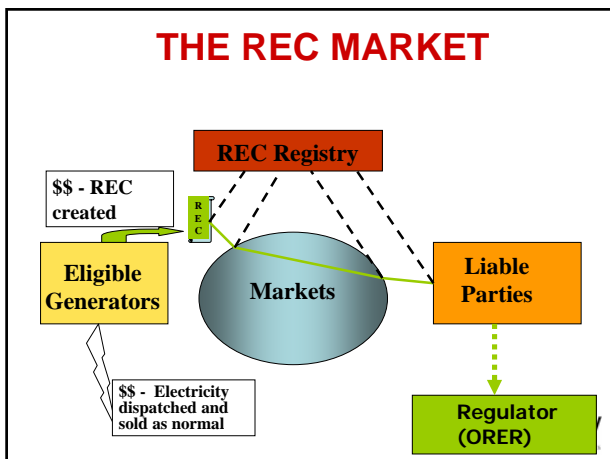 THE REC MARKET
REC Registry
$$ - REC
created
R
E
C
Eligible
Generators
Markets
Liable
Parties
$$ - Electricity
dispatched and
sold as normal
Regulator
(ORER)